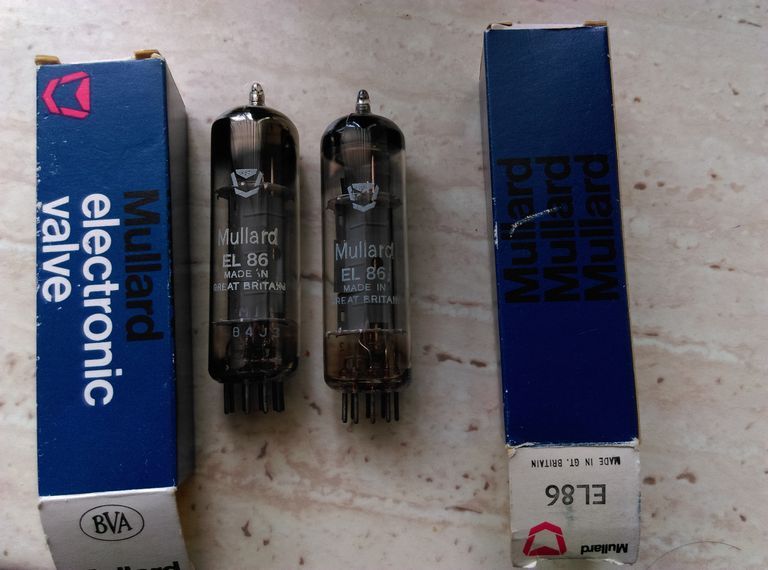 Mullard
electronic
valve
BVA
Mullard
EL 86
MADE IN
GREAT BRITAIN
Mullard
EL 86
MADE IN
GREAT BRITAIN
Mullard
Mullard
Mullard
MADE IN GT. BRITAIN
EL86
Mullard